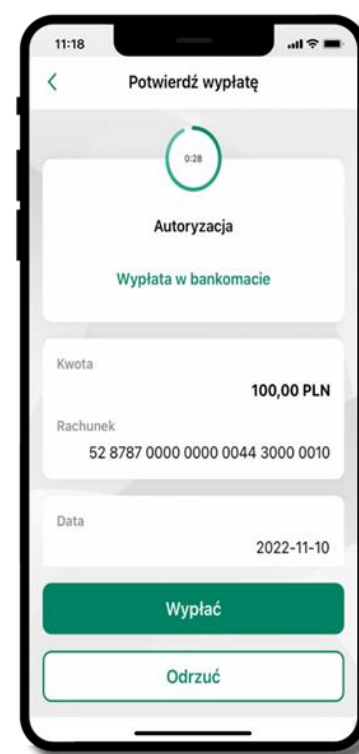 11:18
Potwierdź wypłatę
0:28
Autoryzacja
Wypłata w bankomacie
Kwota
100,00 PLN
Rachunek
52 8787 0000 0000 0044 3000 0010
Data
2022-11-10
Wypłać
Odrzuć